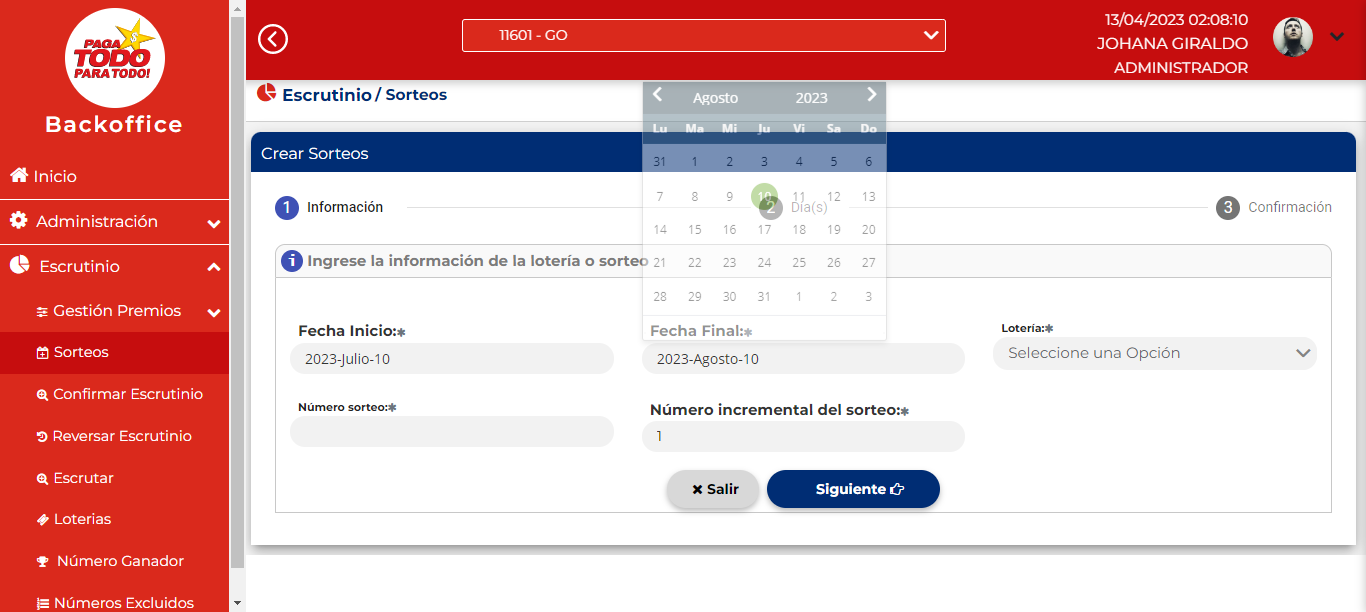 PAGA
TODO
PARA TODO!
Backoffice
Inicio
Administración
Escrutinio
Gestión Premios
Sorteos
Confirmar Escrutinio
Reversar Escrutinio
Escrutar
Loterias
Número Ganador
Números Excluidos
11601 - GO
13/04/2023 02:08:10
JOHANA GIRALDO
ADMINISTRADOR
Escrutinio / Sorteos
Agosto 2023
Lu Ma Mi Ju Vi Sa Do
31 1 2 3 4 5 6
7 8 9 10 11 12 13
14 15 16 17 18 19 20
21 22 23 24 25 26 27
28 29 30 31 1 2 3
Crear Sorteos
1 Información
2 Día(s)
3 Confirmación
Ingrese la información de la lotería o sorteo
Fecha Inicio:*
2023-Julio-10
Fecha Final:*
2023-Agosto-10
Lotería:*
Seleccione una Opción
Número sorteo:*
Número incremental del sorteo:*
1
Salir
Siguiente